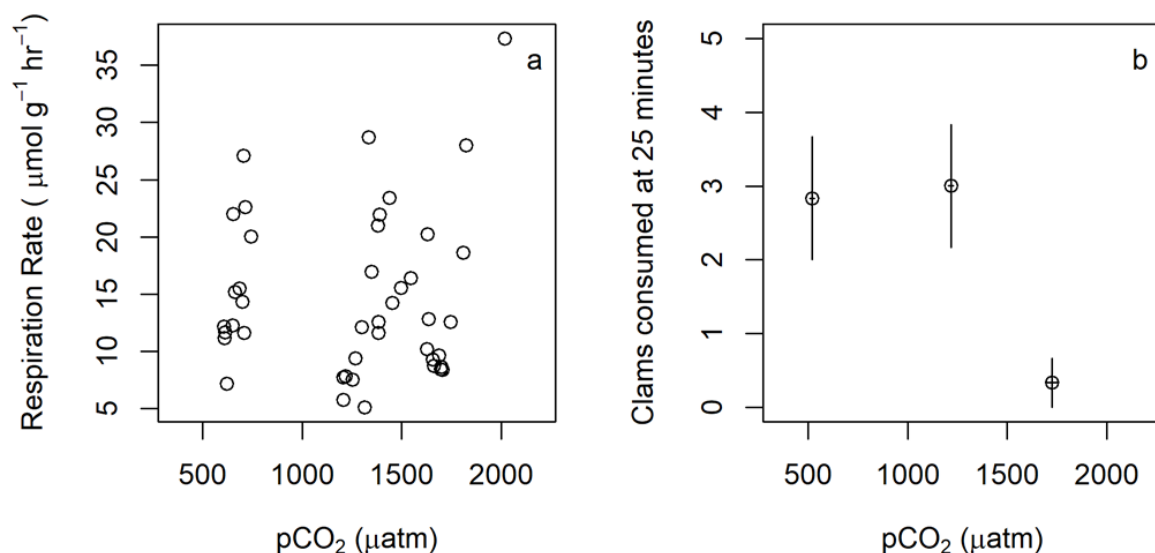 Respiration Rate ( μmol g⁻¹ hr⁻¹)
35
30
25
20
15
10
5
a
500 1000 1500 2000
pCO₂ (μatm)
Clams consumed at 25 minutes
5
4
3
2
1
0
b
500 1000 1500 2000
pCO₂ (μatm)